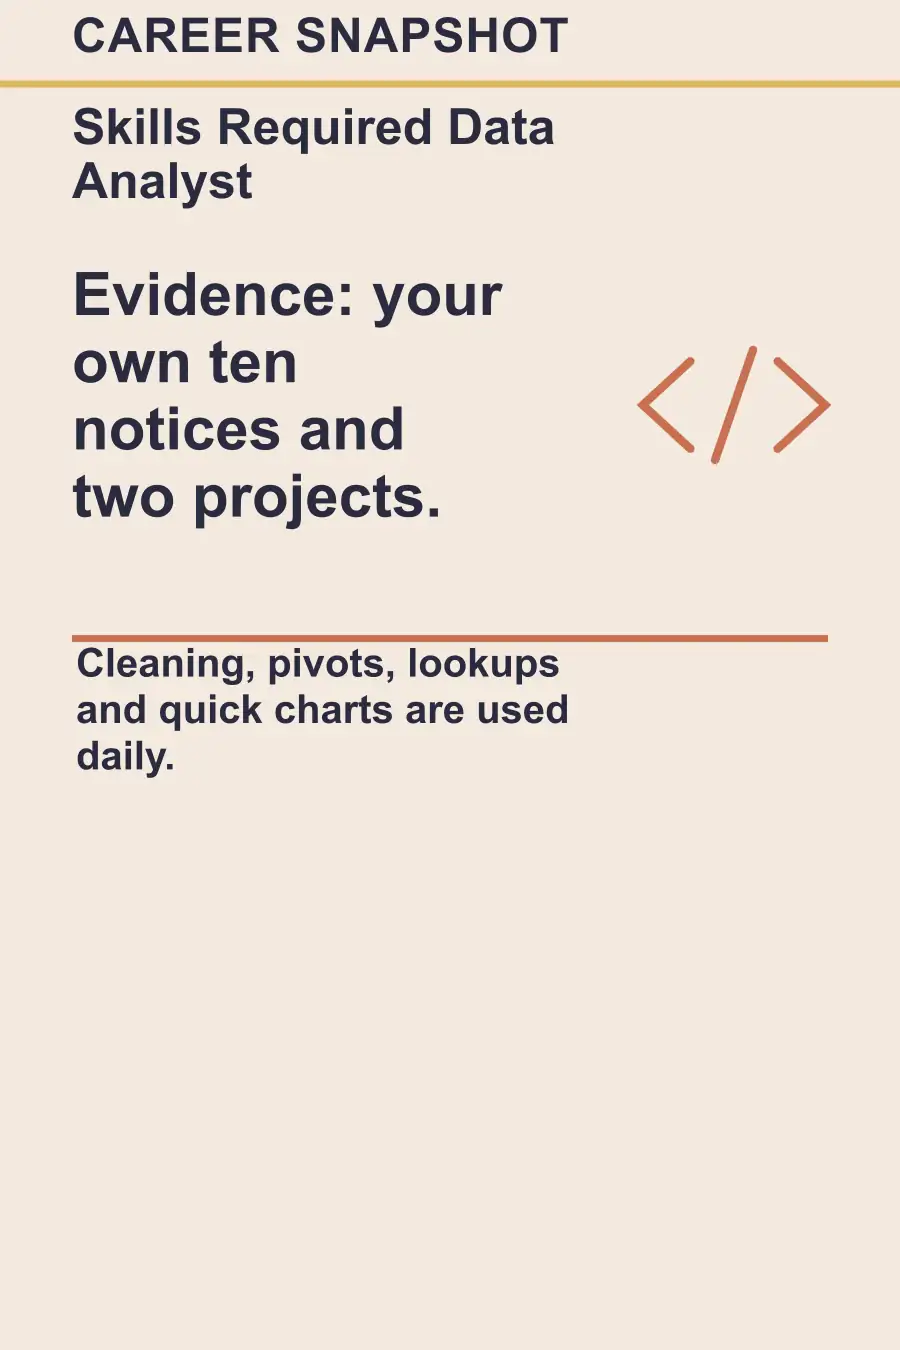 CAREER SNAPSHOT
Skills Required Data
Analyst
Evidence: your
own ten
notices and
two projects.
Cleaning, pivots, lookups
and quick charts are used
daily.